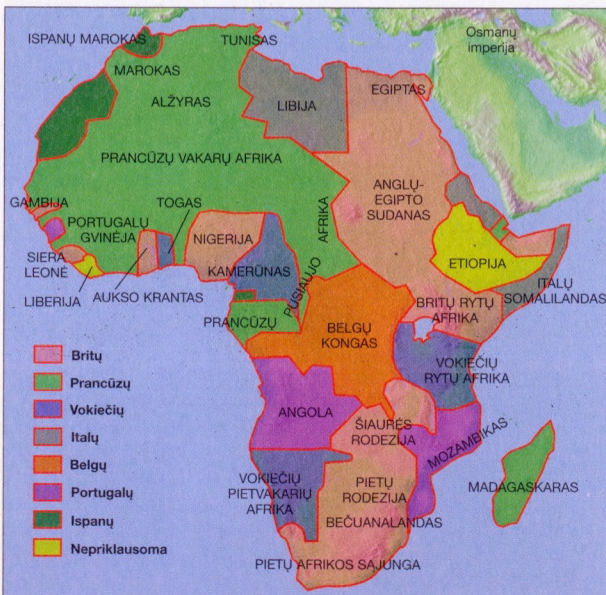 ISPANŲ MAROKAS
TUNISAS
Osmanų
imperija
MAROKAS
ALŽYRAS
LIBIJA
EGIPTAS
PRANCŪZŲ VAKARŲ AFRIKA
ANGLŲ-
EGIPTO
SUDANAS
GAMBIJA
TOGAS
PORTUGALŲ
GVINĖJA
NIGERIJA
AFRIKA
SIERA
LEONĖ
KAMERŪNAS
ETIOPIJA
LIBERIJA
AUKSO KRANTAS
PUSIAUJO
ITALŲ
SOMALILANDAS
PRANCŪZŲ
BRITŲ RYTŲ
AFRIKA
BELGŲ
KONGAS
VOKIEČIŲ
RYTŲ AFRIKA
Britų
Prancūzų
Vokiečių
Italų
Belgų
Portugalų
Ispanų
Nepriklausoma
ANGOLA
ŠIAURĖS
RODEZIJA
MOZAMBIKAS
VOKIEČIŲ
PIETVAKARIŲ
AFRIKA
PIETŲ
RODEZIJA
MADAGASKARAS
BEČUANALANDAS
PIETŲ AFRIKOS SĄJUNGA